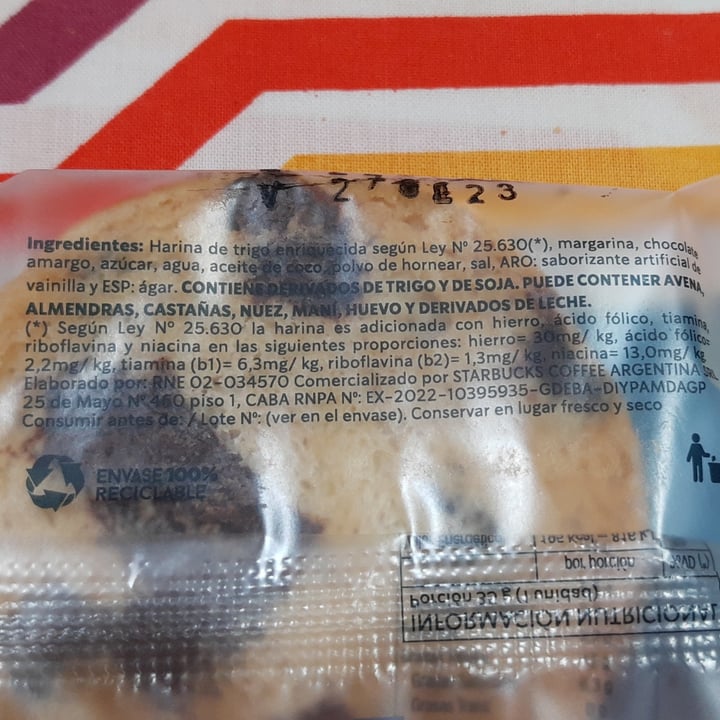 V 27 23
Ingredientes: Harina de trigo enriquecida según Ley Nº 25.630(*), margarina, chocolate
amargo, azúcar, agua, aceite de coco, polvo de hornear, sal, ARO: saborizante artificial de
vainilla y ESP: ágar. CONTIENE DERIVADOS DE TRIGO Y DE SOJA. PUEDE CONTENER AVENA,
ALMENDRAS, CASTAÑAS, NUEZ, MANÍ, HUEVO Y DERIVADOS DE LECHE.
(*) Según Ley Nº 25.630 la harina es adicionada con hierro, ácido fólico, tiamina,
riboflavina y niacina en las siguientes proporciones: hierro= 30mg/ kg, ácido fólico=
2,2mg/ kg, tiamina (b1)= 6,3mg/ kg, riboflavina (b2)= 1,3mg/ kg, niacina= 13,0mg/ kg
Elaborado por: RNE 02-034570 Comercializado por STARBUCKS COFFEE ARGENTINA SRL
25 de Mayo Nº 460 piso 1, CABA RNPA Nº: EX-2022-10395935-GDEBA-DIYPAMDAGP
Consumir antes de: / Lote Nº: (ver en el envase). Conservar en lugar fresco y seco
ENVASE 100%
RECICLABLE
por porción
Porción 35 g (1 unidad)
INFORMACIÓN NUTRICIONAL